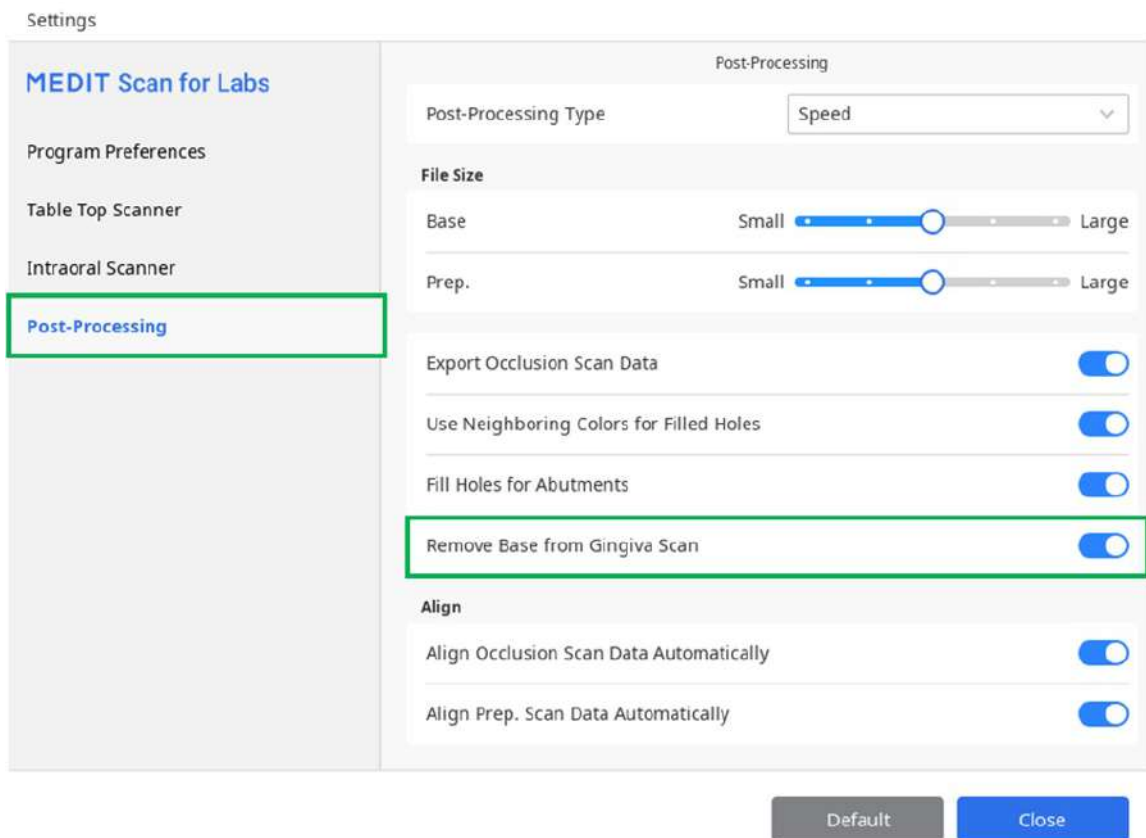 Settings
MEDIT Scan for Labs
Program Preferences
Table Top Scanner
Intraoral Scanner
Post-Processing
Post-Processing
Post-Processing Type Speed
File Size
Base Small Large
Prep. Small Large
Export Occlusion Scan Data
Use Neighboring Colors for Filled Holes
Fill Holes for Abutments
Remove Base from Gingiva Scan
Align
Align Occlusion Scan Data Automatically
Align Prep. Scan Data Automatically
Default Close